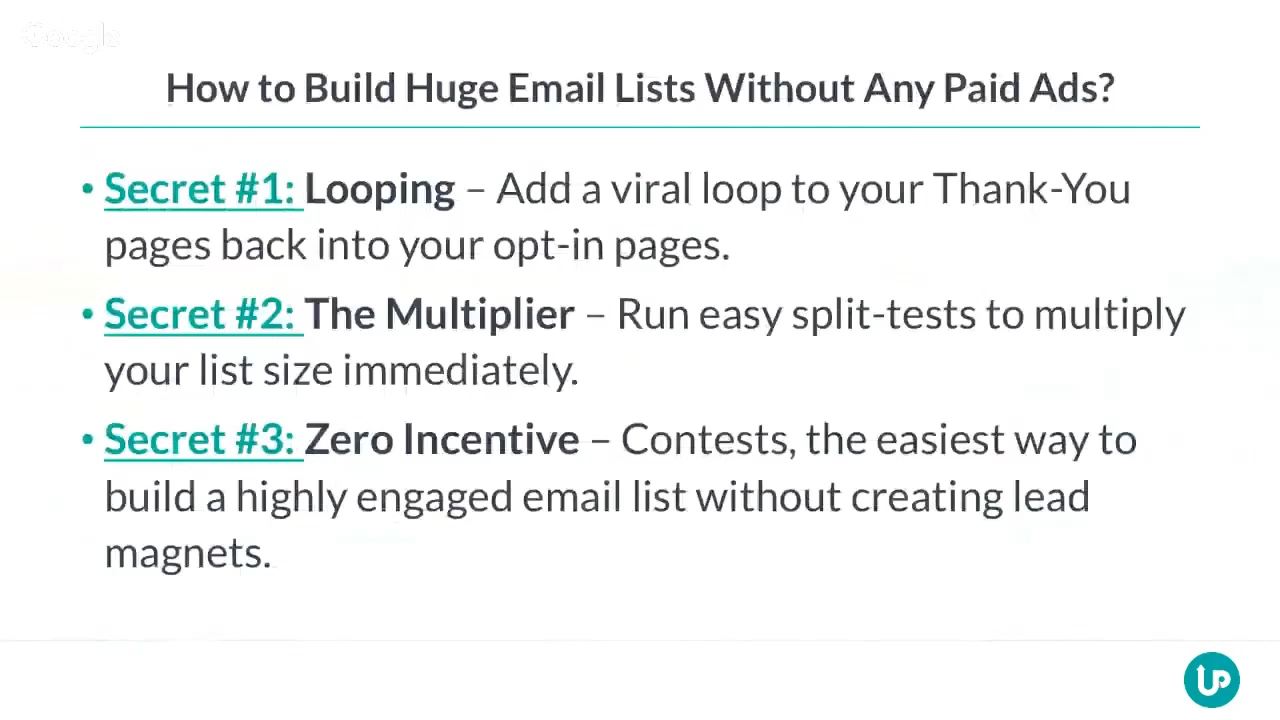 Google
How to Build Huge Email Lists Without Any Paid Ads?
• Secret #1: Looping – Add a viral loop to your Thank-You
pages back into your opt-in pages.
• Secret #2: The Multiplier – Run easy split-tests to multiply
your list size immediately.
• Secret #3: Zero Incentive – Contests, the easiest way to
build a highly engaged email list without creating lead
magnets.
UP